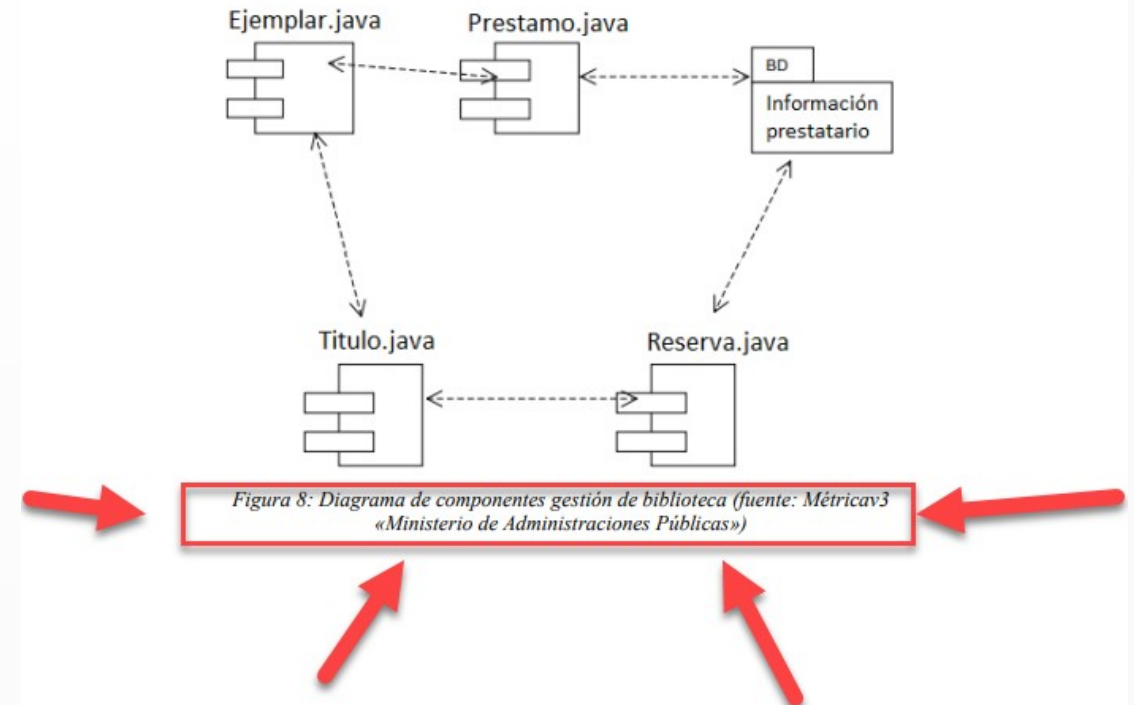 Ejemplar.java
Prestamo.java
BD
Información
prestatario
Titulo.java
Reserva.java
Figura 8: Diagrama de componentes gestión de biblioteca (fuente: Métricav3
«Ministerio de Administraciones Públicas»)